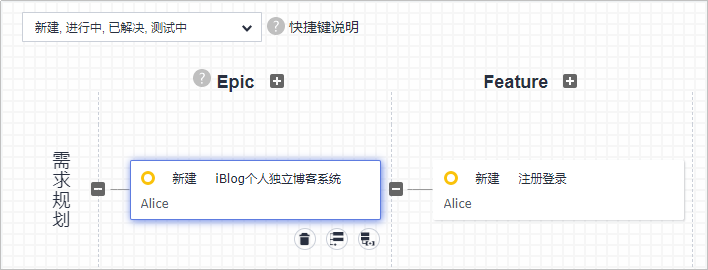 新建, 进行中, 已解决, 测试中
? 快捷键说明
? Epic
Feature
需求规划
新建 iBlog个人独立博客系统
Alice
新建 注册登录
Alice